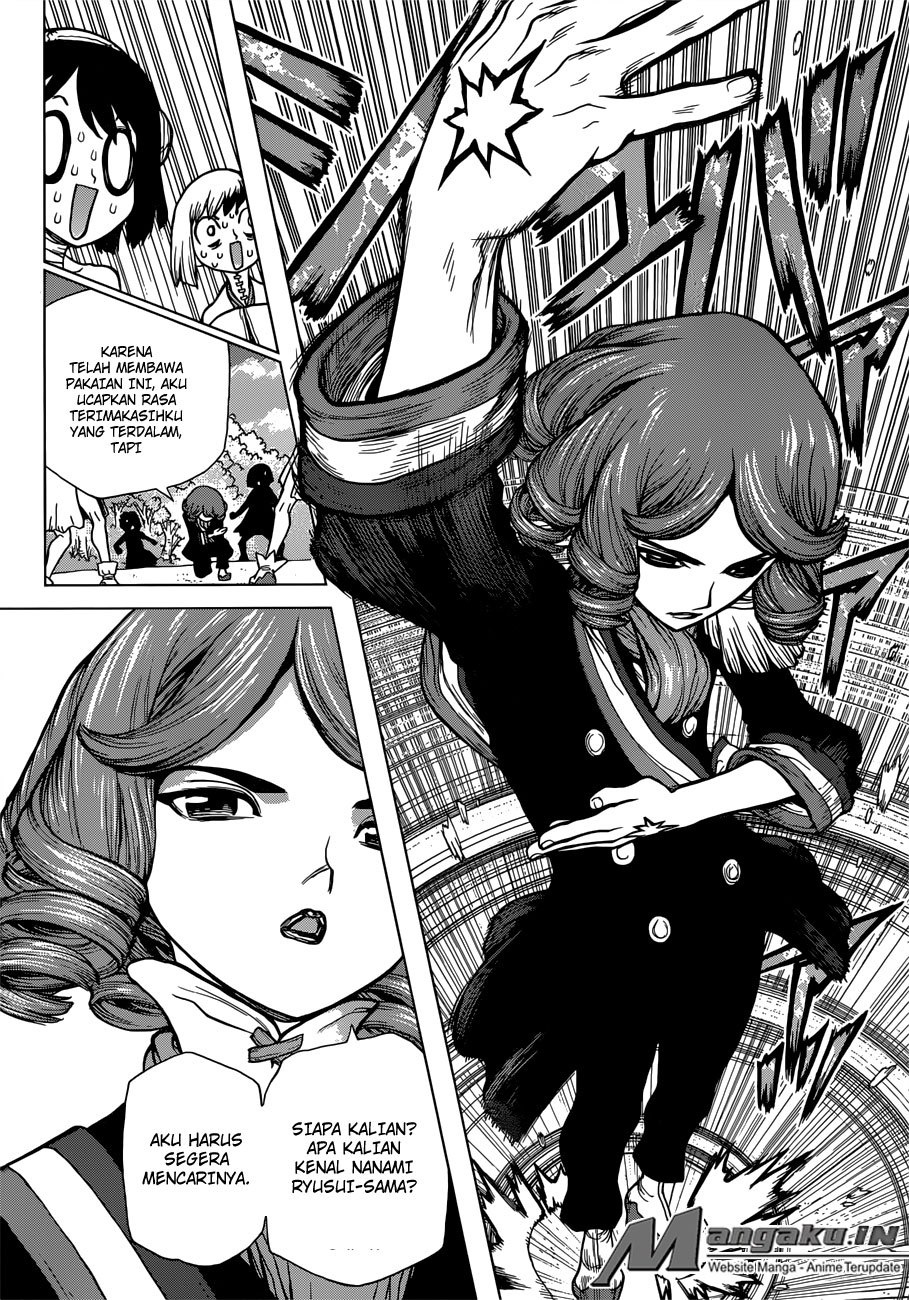 KARENA
TELAH MEMBAWA
PAKAIAN INI, AKU
UCAPKAN RASA
TERIMAKASIHKU
YANG TERDALAM,
TAPI
SIAPA KALIAN?
APA KALIAN
KENAL NANAMI
RYUSUI-SAMA?
AKU HARUS
SEGERA
MENCARINYA.
Mangaku.IN
Website Manga - Anime Terupdate